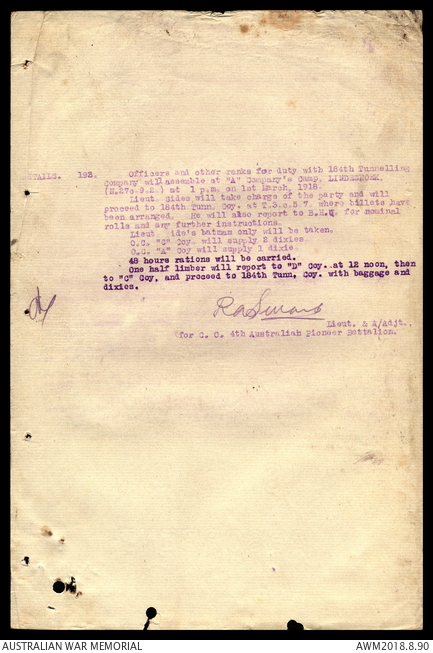 TAILS. 193. Officers and other ranks for duty with 184th Tunnelling
Company will assemble at "A" Company's Camp, LINDENHOEK,
(N.27c.9.2.) at 1 p.m. on 1st March, 1918.
Lieut. Sides will take charge of the party and will
proceed to 184th Tunn. Coy. at T.5.c.5.7. where billets have
been arranged. He will also report to B.H.Q. for nominal
rolls and any further instructions.
Lieut ide's batman only will be taken.
O.C. "C" Coy. will supply 2 dixies.
O.C. "A" Coy will supply 1 dixie.
48 hours rations will be carried.
One half limber will report to "D" Coy. at 12 noon, then
to "C" Coy, and proceed to 184th Tunn, Coy. with baggage and
dixies.
Lieut. & A/Adjt.,
for C. O. 4th Australian Pioneer Battalion.
AUSTRALIAN WAR MEMORIAL
AWM2018.8.90